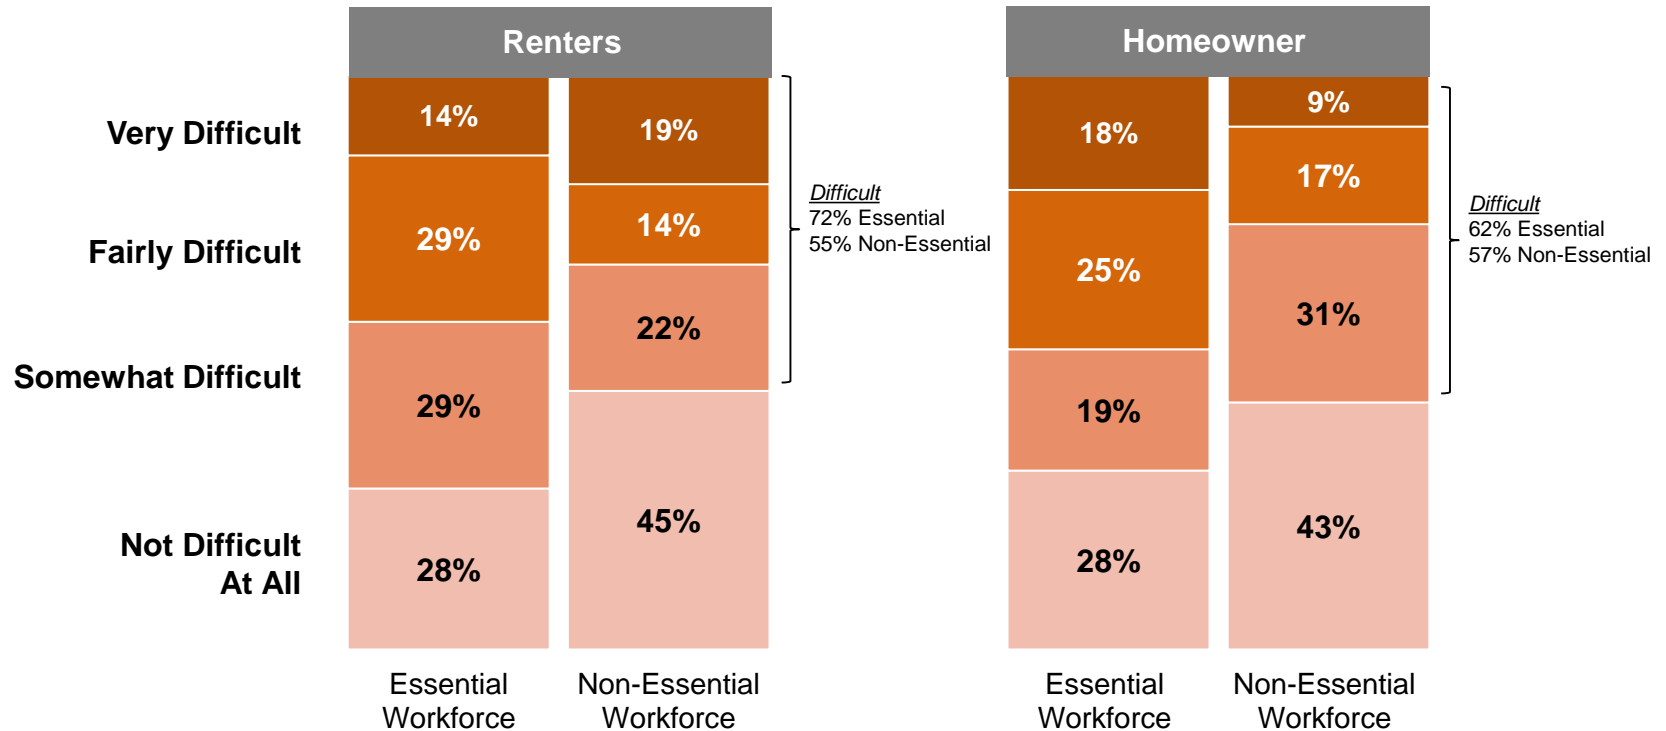 Renters
Homeowner
Very Difficult
Fairly Difficult
Somewhat Difficult
Not Difficult
At All
14%
29%
29%
28%
19%
14%
22%
45%
Difficult
72% Essential
55% Non-Essential
18%
25%
19%
28%
9%
17%
31%
43%
Difficult
62% Essential
57% Non-Essential
Essential
Workforce
Non-Essential
Workforce
Essential
Workforce
Non-Essential
Workforce